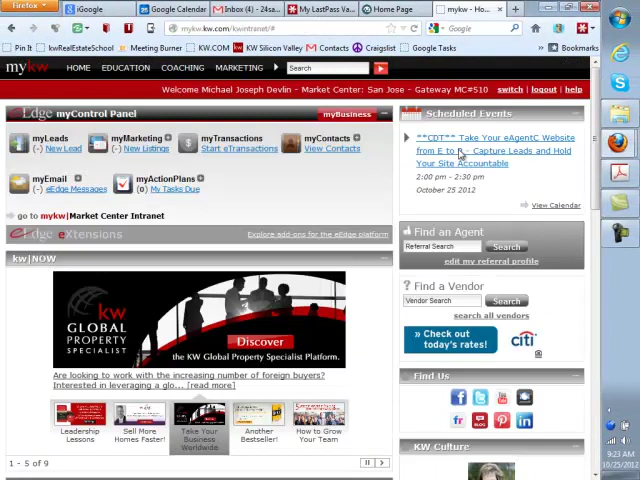 Firefox
iGoogle
Google Calendar
Inbox (4) - 24sa...
My LastPass Va...
Home Page
mykw - Ho...
mykw.kw.com/kwintranet/#
Google
Pin It
kwRealEstateSchool
Meeting Burner
KW.COM
KW Silicon Valley
Contacts
Craigslist
Google Tasks
Bookmarks
mykw
HOME EDUCATION COACHING MARKETING
Search
Welcome Michael Joseph Devlin - Market Center: San Jose - Gateway MC#510 switch | logout | help
eEdge myControl Panel
myBusiness
myLeads
(-) New Lead
myMarketing
(-) New Listings
myTransactions
Start eTransactions
myContacts
View Contacts
myEmail
(-) eEdge Messages
myActionPlans
(0) My Tasks Due
go to mykw|Market Center Intranet
eEdge eXtensions
Explore add-ons for the eEdge platform
kw|NOW
kw
GLOBAL
PROPERTY
SPECIALIST
Discover
the KW Global Property Specialist Platform.
Are looking to work with the increasing number of foreign buyers?
Interested in leveraging a glo... [read more]
Leadership
Lessons
Sell More
Homes Faster!
Take Your
Business
Worldwide
Another
Bestseller!
How to Grow
Your Team
1 - 5 of 9
Scheduled Events
**CDT** Take Your eAgentC Website
from E to P - Capture Leads and Hold
Your Site Accountable
2:00 pm - 2:30 pm
October 25 2012
View Calendar
Find an Agent
Referral Search
Search
edit my referral profile
? Find a Vendor
Vendor Search
Search
search all vendors
» Check out
today's rates!
citi
Find Us
KW Culture
9:23 AM
10/25/2012